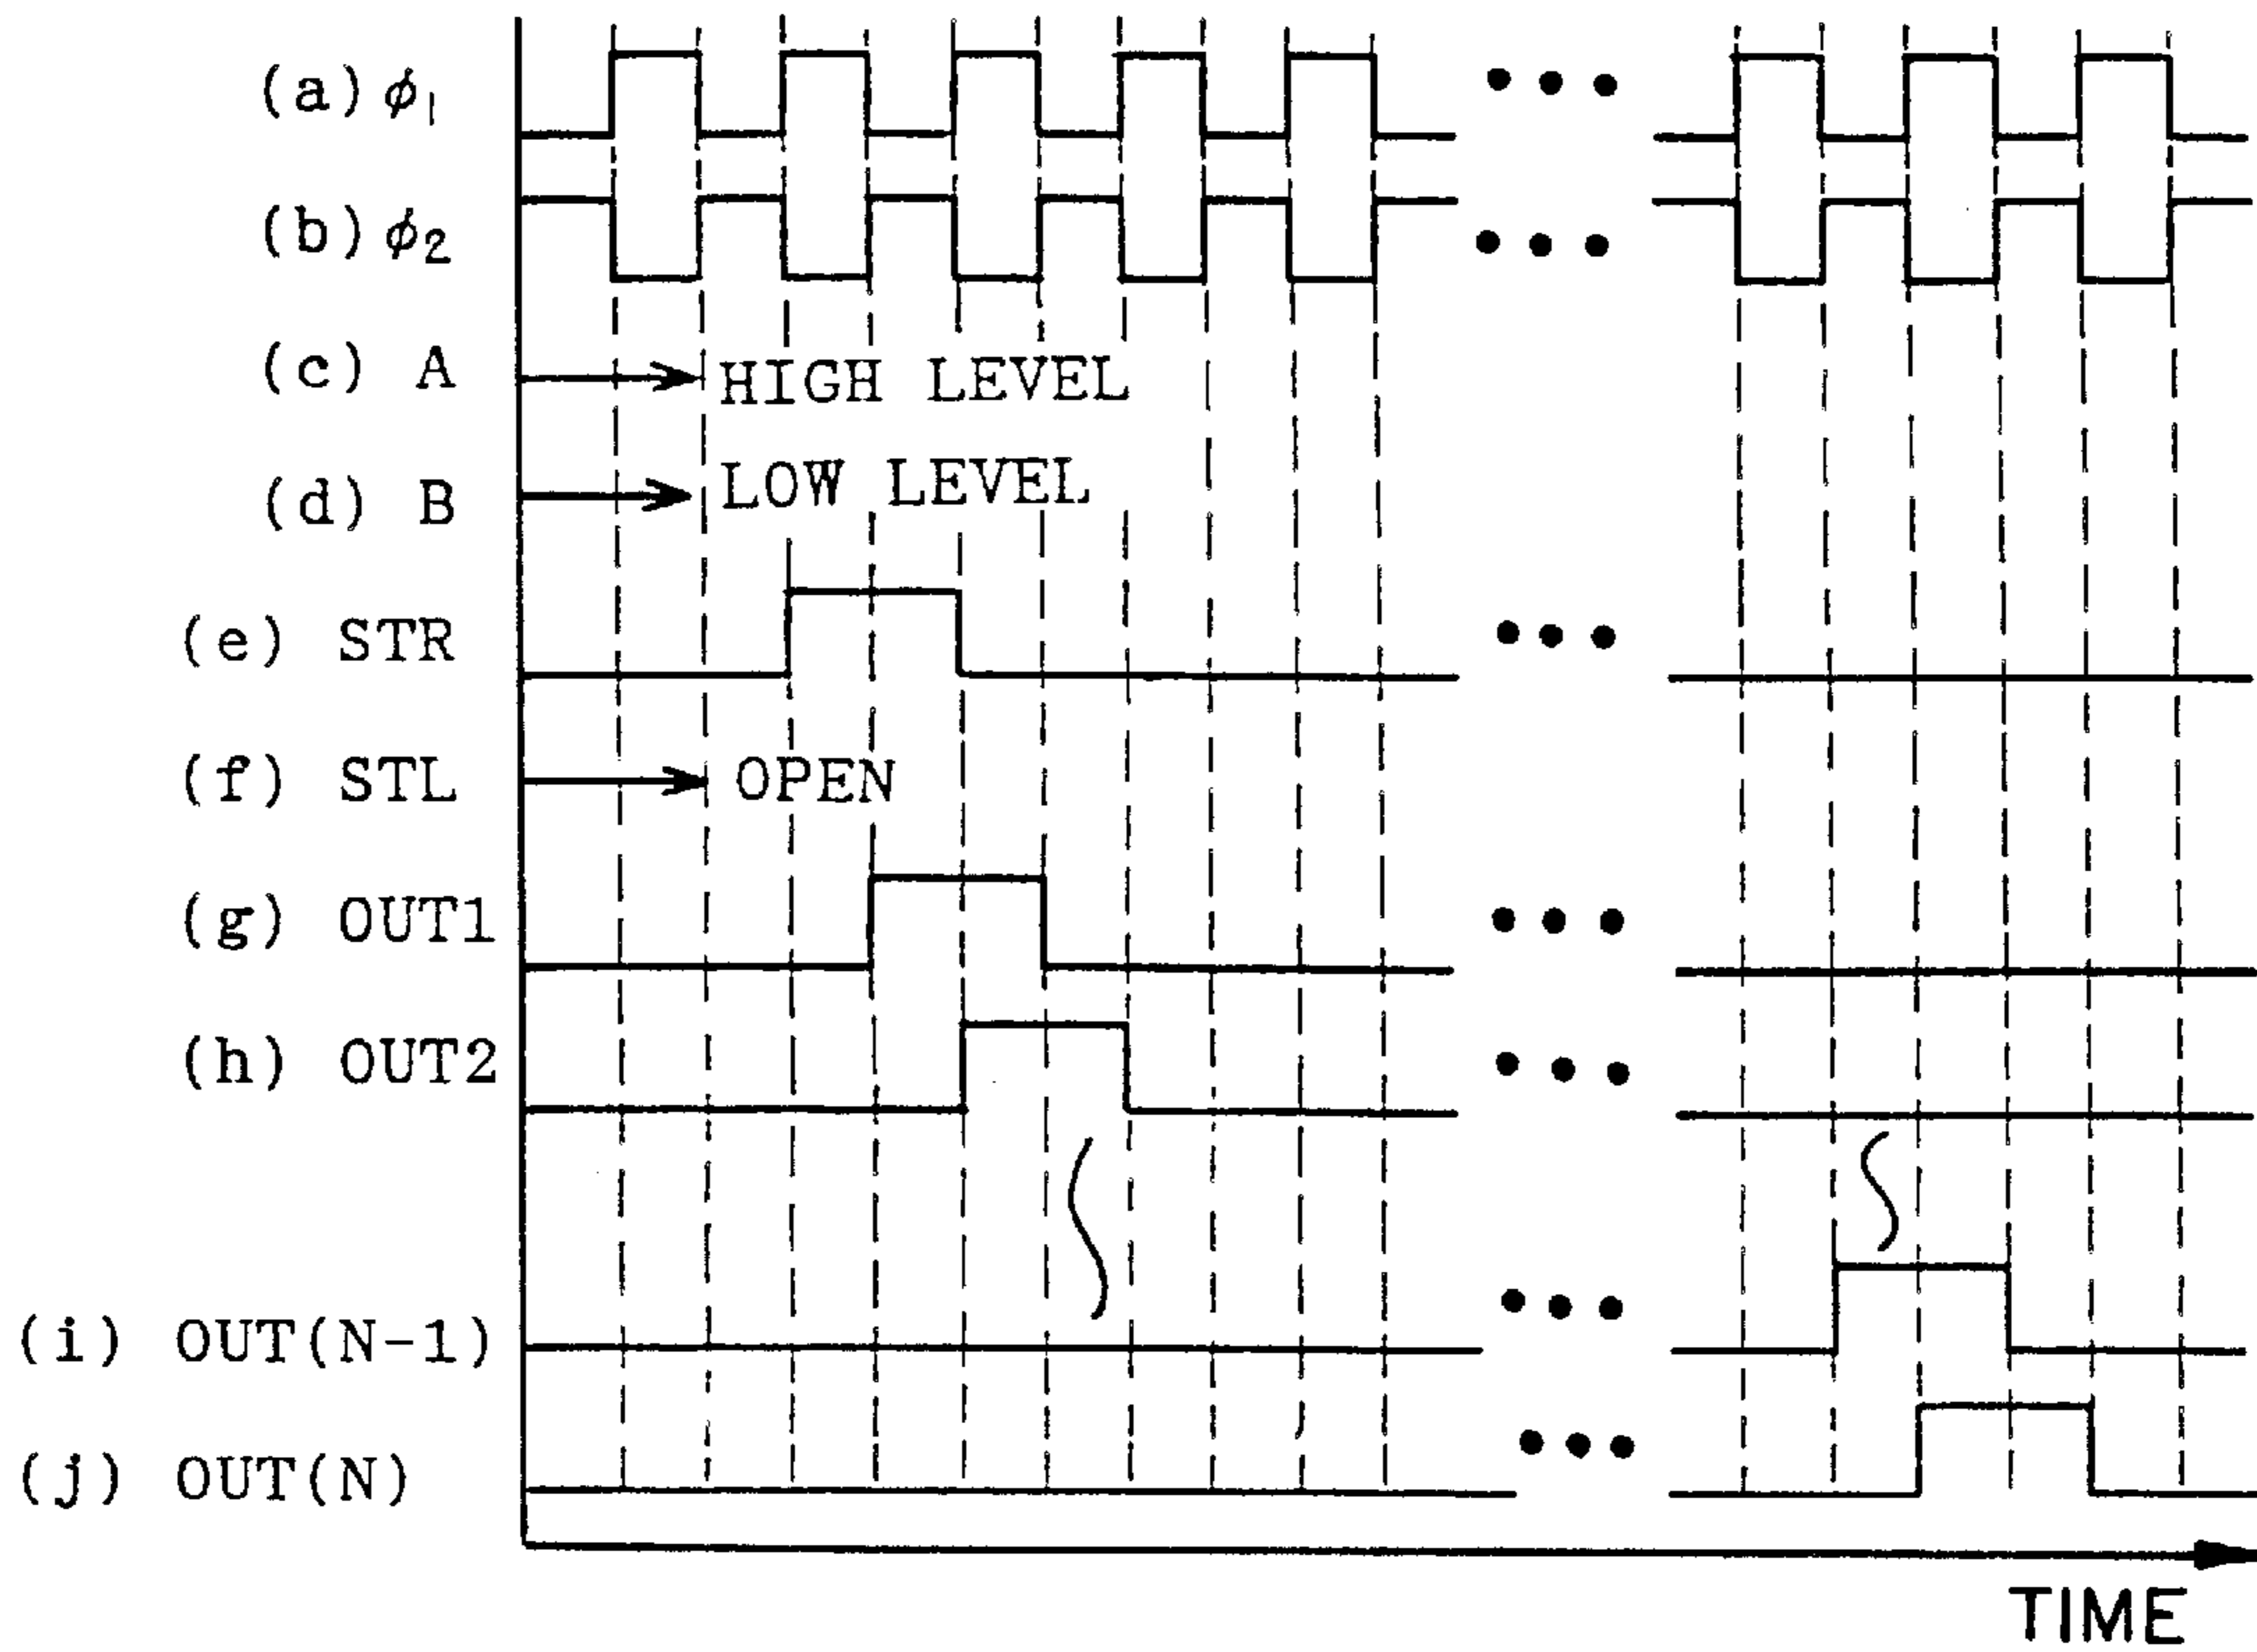 (a) ϕ1
(b) ϕ2
(c) A HIGH LEVEL
(d) B LOW LEVEL
(e) STR
(f) STL OPEN
(g) OUT1
(h) OUT2
(i) OUT(N-1)
(j) OUT(N)
TIME